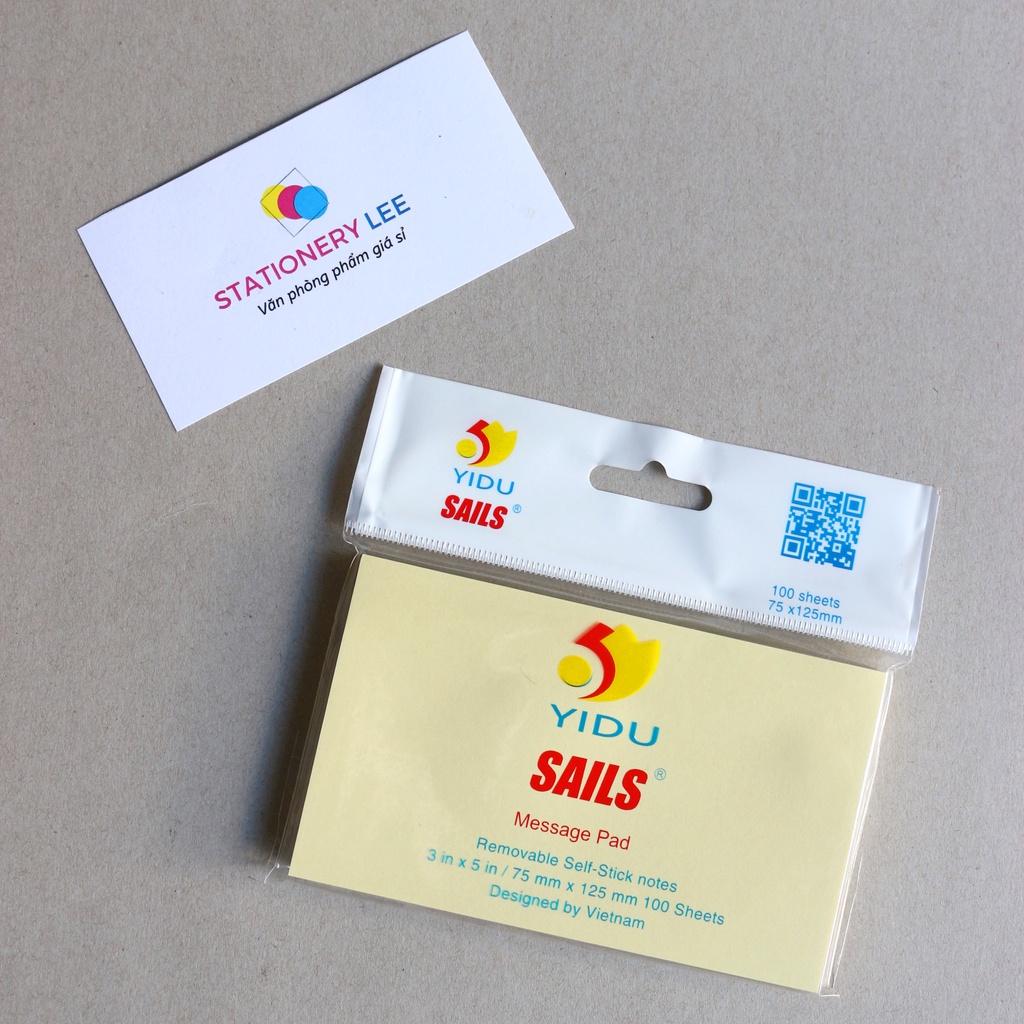 STATIONERY LEE
Văn phòng phẩm giá sỉ
YIDU
SAILS®
100 sheets
75 x125mm
YIDU
SAILS®
Message Pad
Removable Self-Stick notes
3 in x 5 in / 75 mm x 125 mm 100 Sheets
Designed by Vietnam